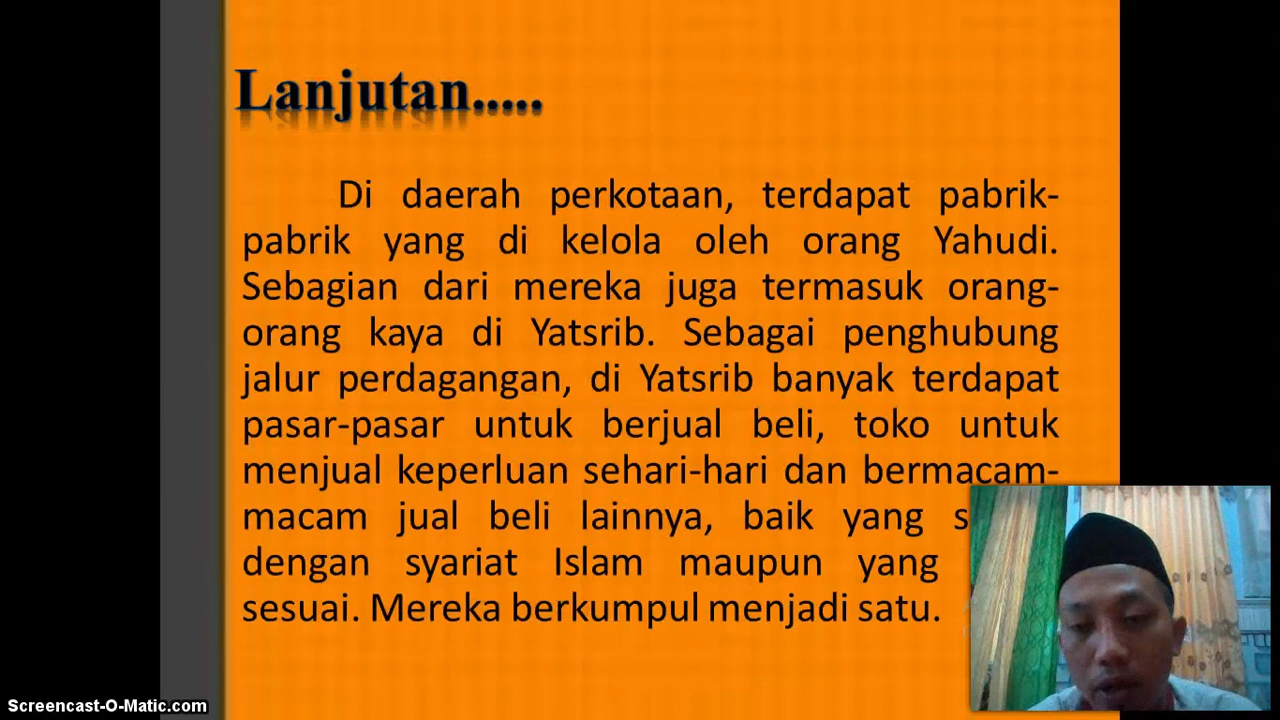 Lanjutan.....
Di daerah perkotaan, terdapat pabrik-
pabrik yang di kelola oleh orang Yahudi.
Sebagian dari mereka juga termasuk orang-
orang kaya di Yatsrib. Sebagai penghubung
jalur perdagangan, di Yatsrib banyak terdapat
pasar-pasar untuk berjual beli, toko untuk
menjual keperluan sehari-hari dan bermacam-
macam jual beli lainnya, baik yang
dengan syariat Islam maupun yang
sesuai. Mereka berkumpul menjadi satu.
Screencast-O-Matic.com